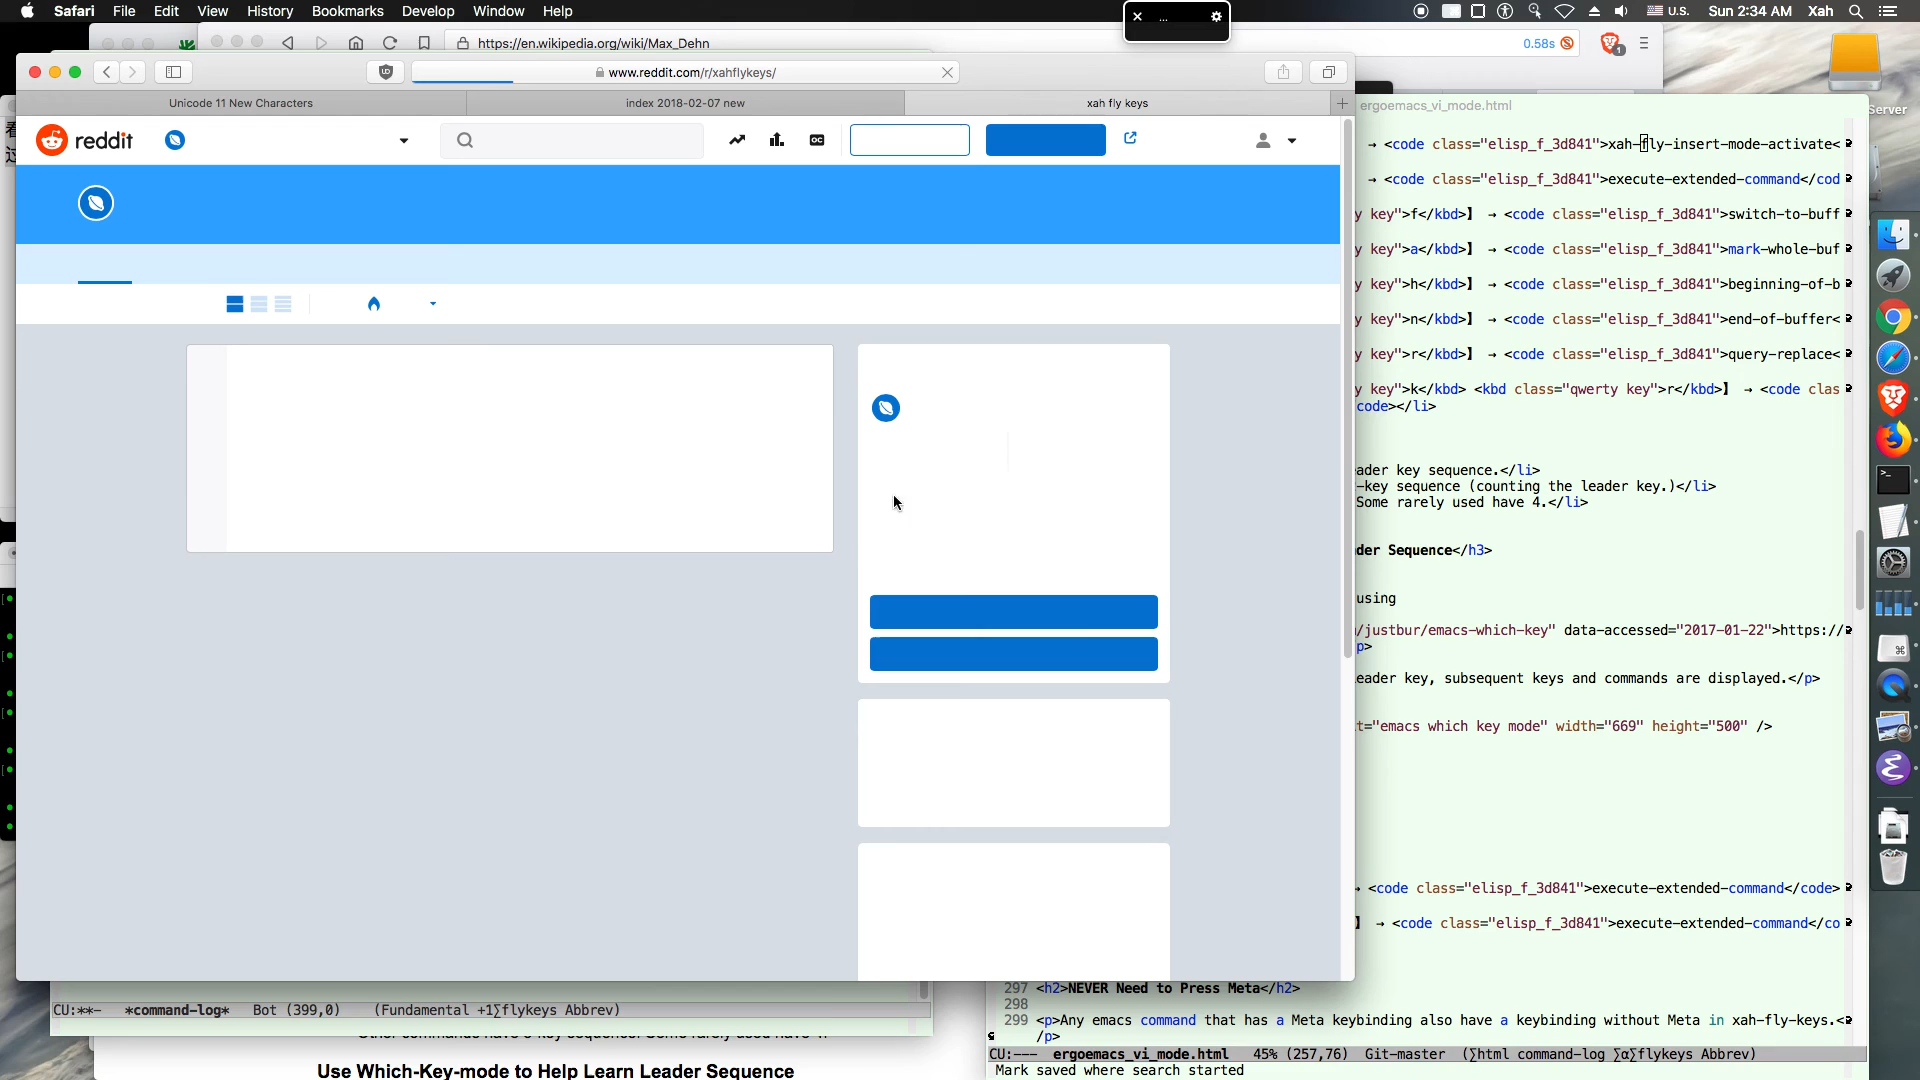 Safari File Edit View History Bookmarks Develop Window Help
... U.S. Sun 2:34 AM Xah
https://en.wikipedia.org/wiki/Max_Dehn
0.58s
1
www.reddit.com/r/xahflykeys/
Unicode 11 New Characters
index 2018-02-07 new
xah fly keys
ergoemacs_vi_mode.html
Server
reddit
OC
→ <code class="elisp_f_3d841">xah-fly-insert-mode-activate<
→ <code class="elisp_f_3d841">execute-extended-command</cod
y key">f</kbd>】 → <code class="elisp_f_3d841">switch-to-buff
y key">a</kbd>】 → <code class="elisp_f_3d841">mark-whole-buf
y key">h</kbd>】 → <code class="elisp_f_3d841">beginning-of-b
y key">n</kbd>】 → <code class="elisp_f_3d841">end-of-buffer<
y key">r</kbd>】 → <code class="elisp_f_3d841">query-replace<
y key">k</kbd> <kbd class="qwerty key">r</kbd>】 → <code clas
code></li>
eader key sequence.</li>
-key sequence (counting the leader key.)</li>
Some rarely used have 4.</li>
der Sequence</h3>
using
/justbur/emacs-which-key" data-accessed="2017-01-22">https://
p>
eader key, subsequent keys and commands are displayed.</p>
t="emacs which key mode" width="669" height="500" />
→ <code class="elisp_f_3d841">execute-extended-command</code>
】 → <code class="elisp_f_3d841">execute-extended-command</co
297 <h2>NEVER Need to Press Meta</h2>
298
299 <p>Any emacs command that has a Meta keybinding also have a keybinding without Meta in xah-fly-keys.<
/p>
CU:--- ergoemacs_vi_mode.html 45% (257,76) Git-master (∑html command-log ∑α∑flykeys Abbrev)
Mark saved where search started
CU:**- *command-log* Bot (399,0) (Fundamental +1∑flykeys Abbrev)
Use Which-Key-mode to Help Learn Leader Sequence